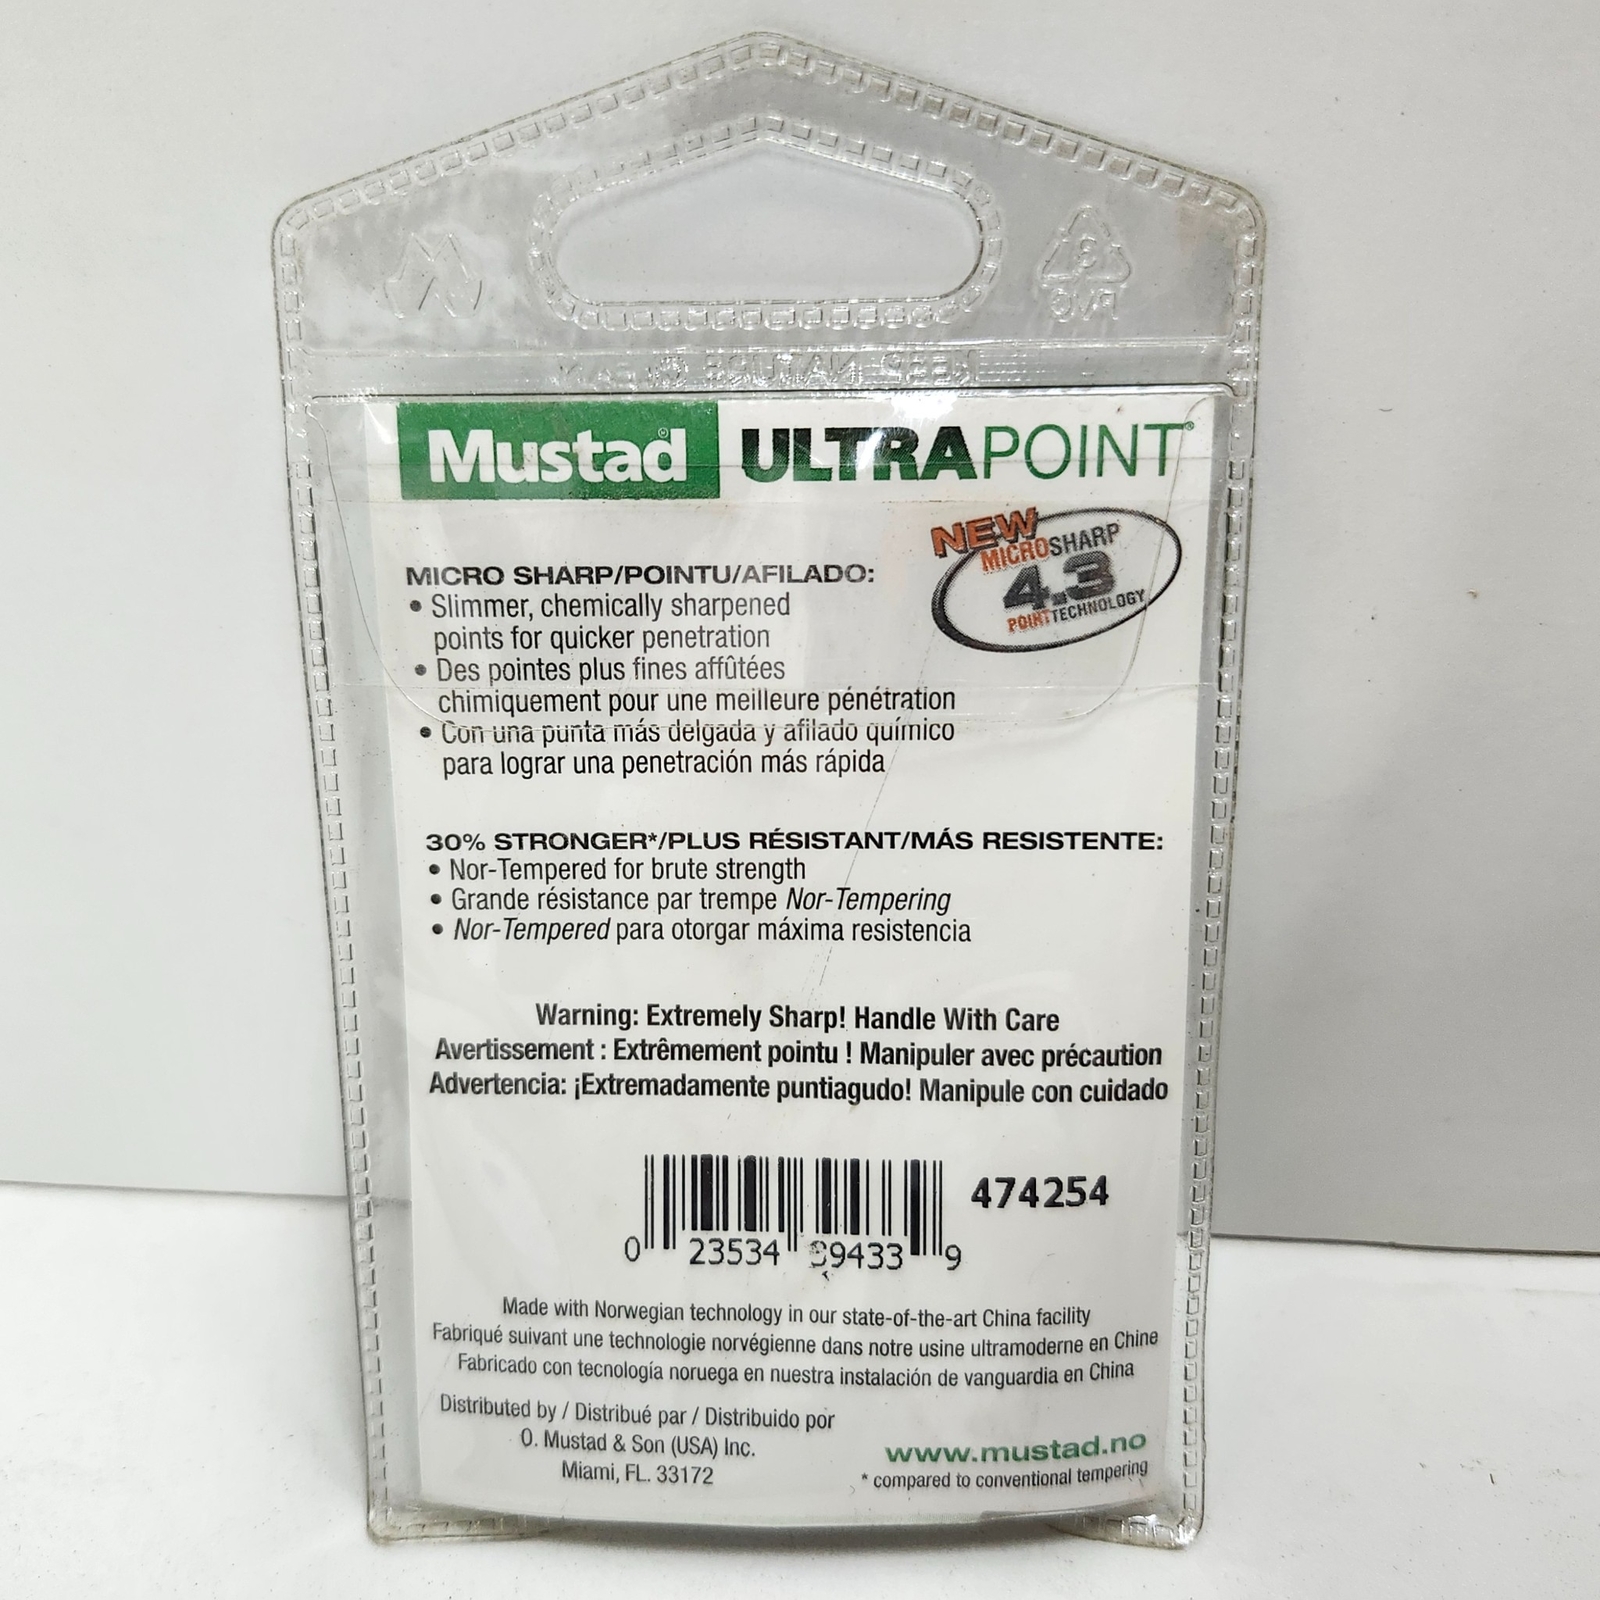 KEEP NATURE CLEAN
3
PVC
Mustad ULTRAPOINT®
NEW
MICROSHARP
4.3
POINTTECHNOLOGY
MICRO SHARP/POINTU/AFILADO:
• Slimmer, chemically sharpened
points for quicker penetration
• Des pointes plus fines affûtées
chimiquement pour une meilleure pénétration
• Con una punta más delgada y afilado químico
para lograr una penetración más rápida
30% STRONGER*/PLUS RÉSISTANT/MÁS RESISTENTE:
• Nor-Tempered for brute strength
• Grande résistance par trempe Nor-Tempering
• Nor-Tempered para otorgar máxima resistencia
Warning: Extremely Sharp! Handle With Care
Avertissement : Extrêmement pointu ! Manipuler avec précaution
Advertencia: ¡Extremadamente puntiagudo! Manipule con cuidado
474254
0 23534 39433 9
Made with Norwegian technology in our state-of-the-art China facility
Fabriqué suivant une technologie norvégienne dans notre usine ultramoderne en Chine
Fabricado con tecnología noruega en nuestra instalación de vanguardia en China
Distributed by / Distribué par / Distribuido por
O. Mustad & Son (USA) Inc.
Miami, FL. 33172
www.mustad.no
* compared to conventional tempering